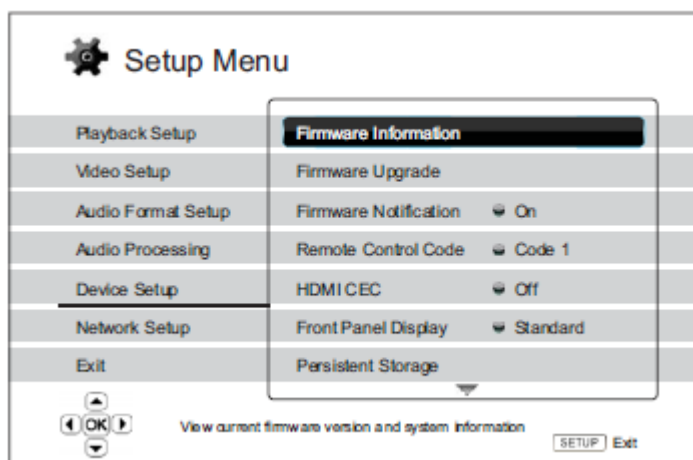 Setup Menu
Playback Setup
Video Setup
Audio Format Setup
Audio Processing
Device Setup
Network Setup
Exit
Firmware Information
Firmware Upgrade
Firmware Notification On
Remote Control Code Code 1
HDMI CEC Off
Front Panel Display Standard
Persistent Storage
OK
View current firmware version and system information
SETUP Exit